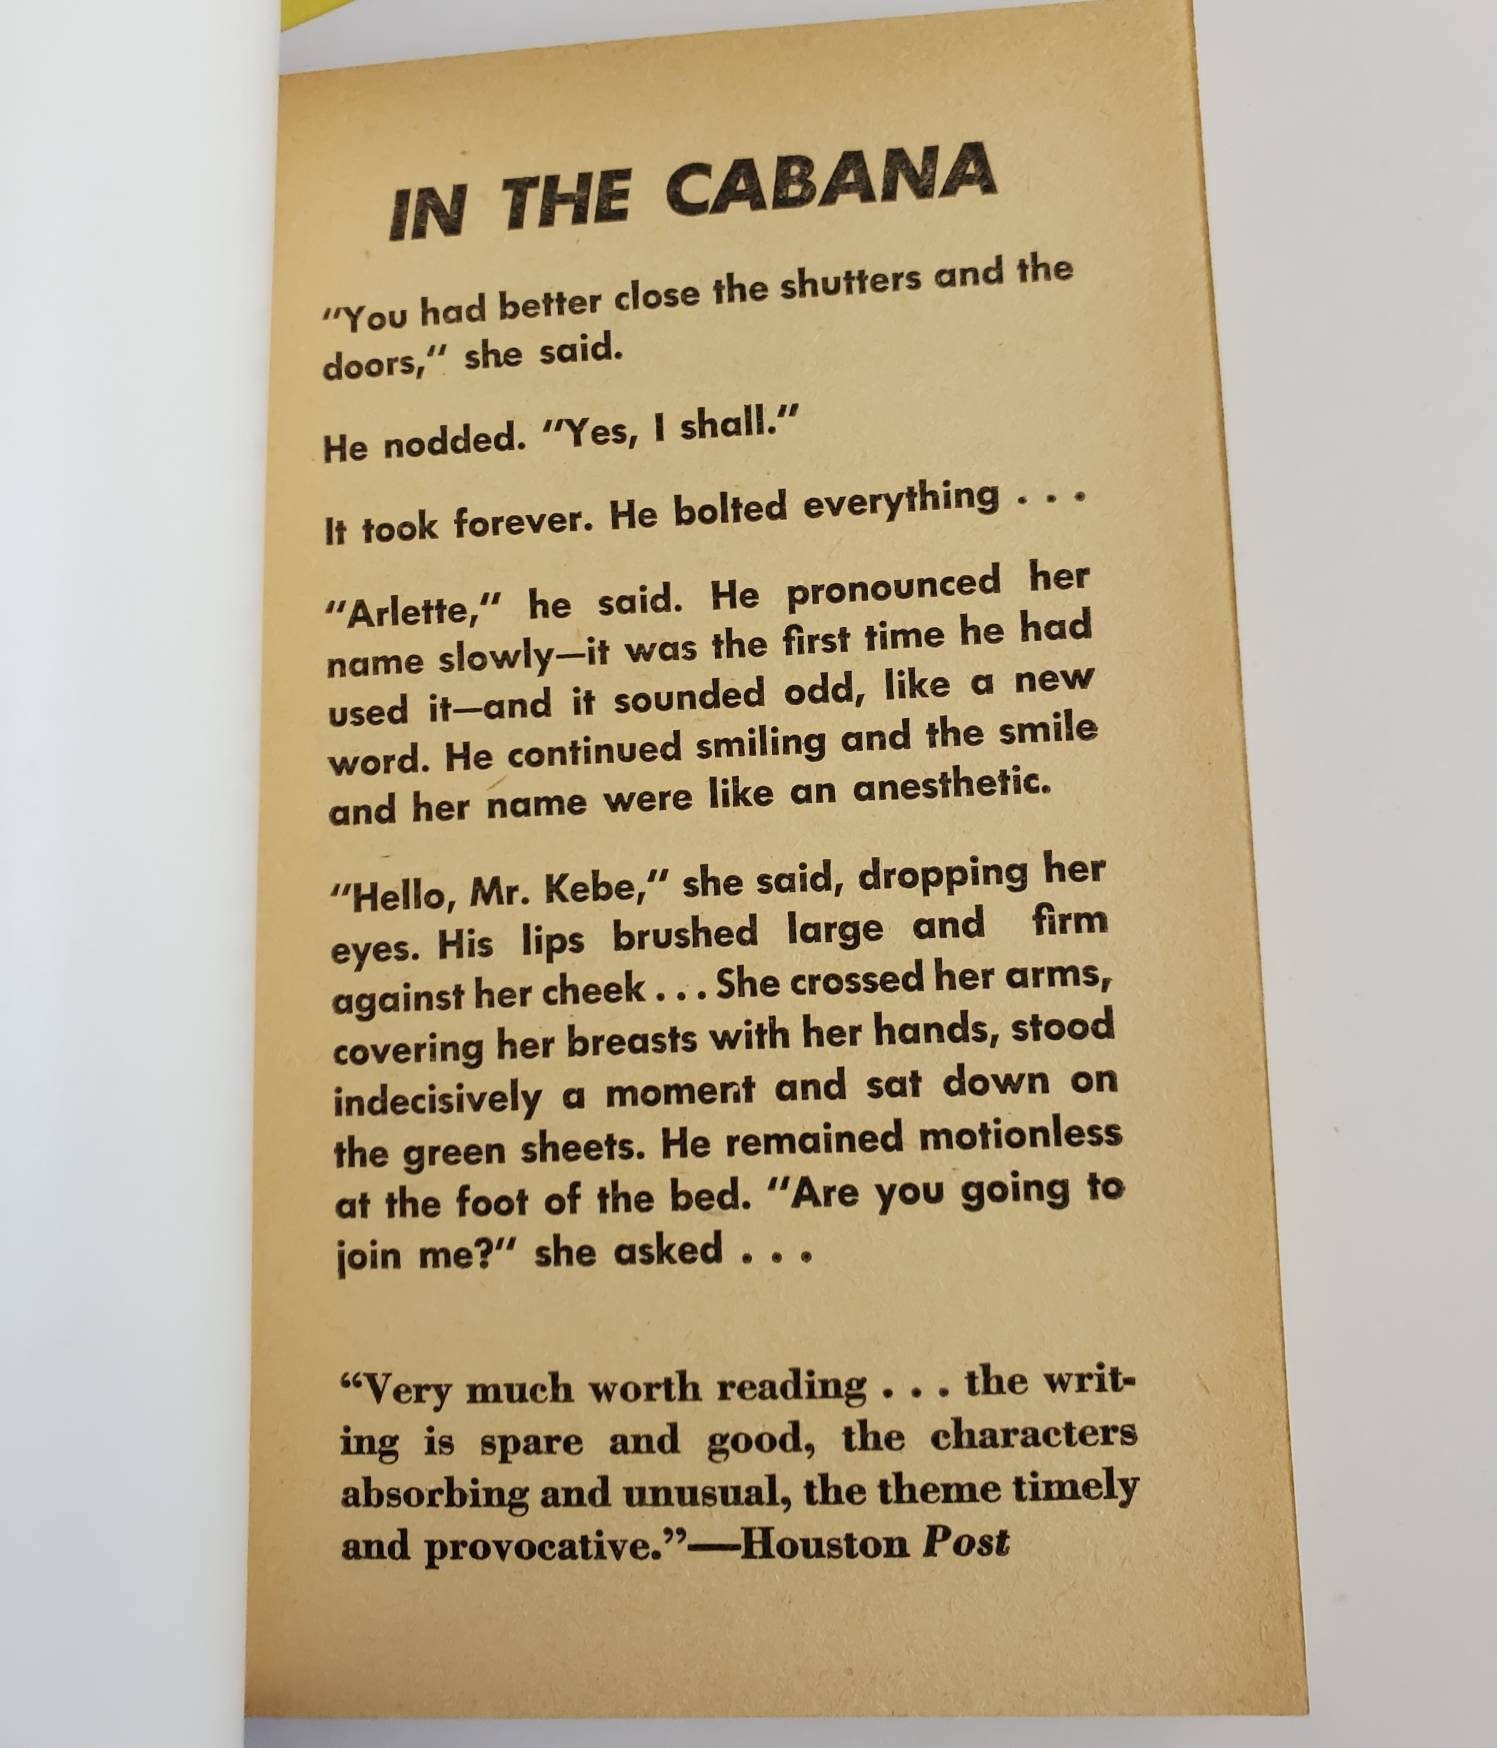 IN THE CABANA
"You had better close the shutters and the
doors," she said.
He nodded. "Yes, I shall."
It took forever. He bolted everything . . .
"Arlette," he said. He pronounced her
name slowly—it was the first time he had
used it—and it sounded odd, like a new
word. He continued smiling and the smile
and her name were like an anesthetic.
"Hello, Mr. Kebe," she said, dropping her
eyes. His lips brushed large and firm
against her cheek . . . She crossed her arms,
covering her breasts with her hands, stood
indecisively a moment and sat down on
the green sheets. He remained motionless
at the foot of the bed. "Are you going to
join me?" she asked . . .
“Very much worth reading . . . the writ-
ing is spare and good, the characters
absorbing and unusual, the theme timely
and provocative.”—Houston Post